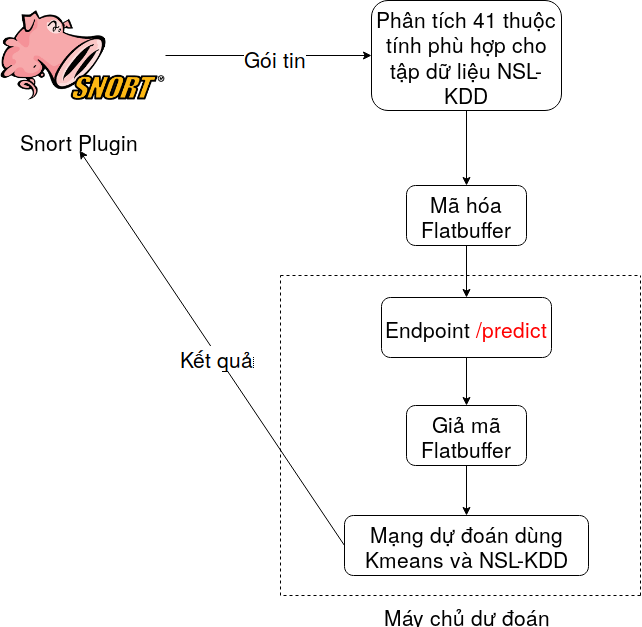 SNORT
Snort Plugin
Gói tin
Phân tích 41 thuộc
tính phù hợp cho
tập dữ liệu NSL-
KDD
Mã hóa
Flatbuffer
Endpoint /predict
Giả mã
Flatbuffer
Mạng dự đoán dùng
Kmeans và NSL-KDD
Kết quả
Máy chủ dự đoán